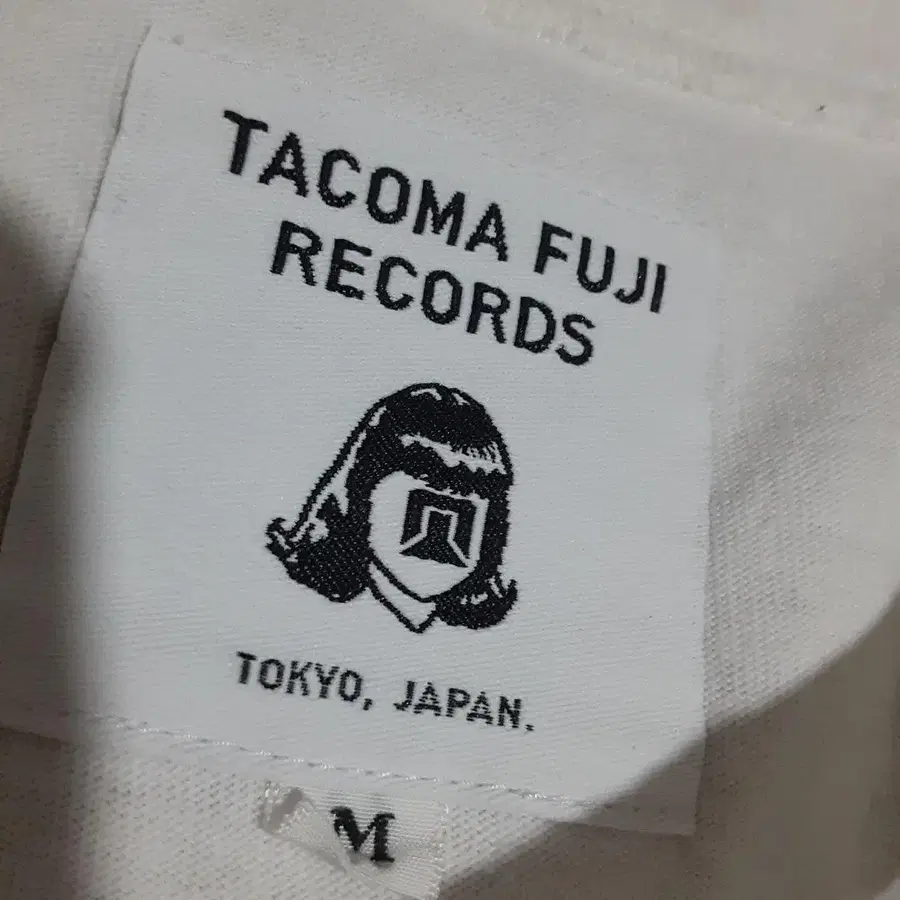 TACOMA FUJI
RECORDS
TOKYO, JAPAN.
M